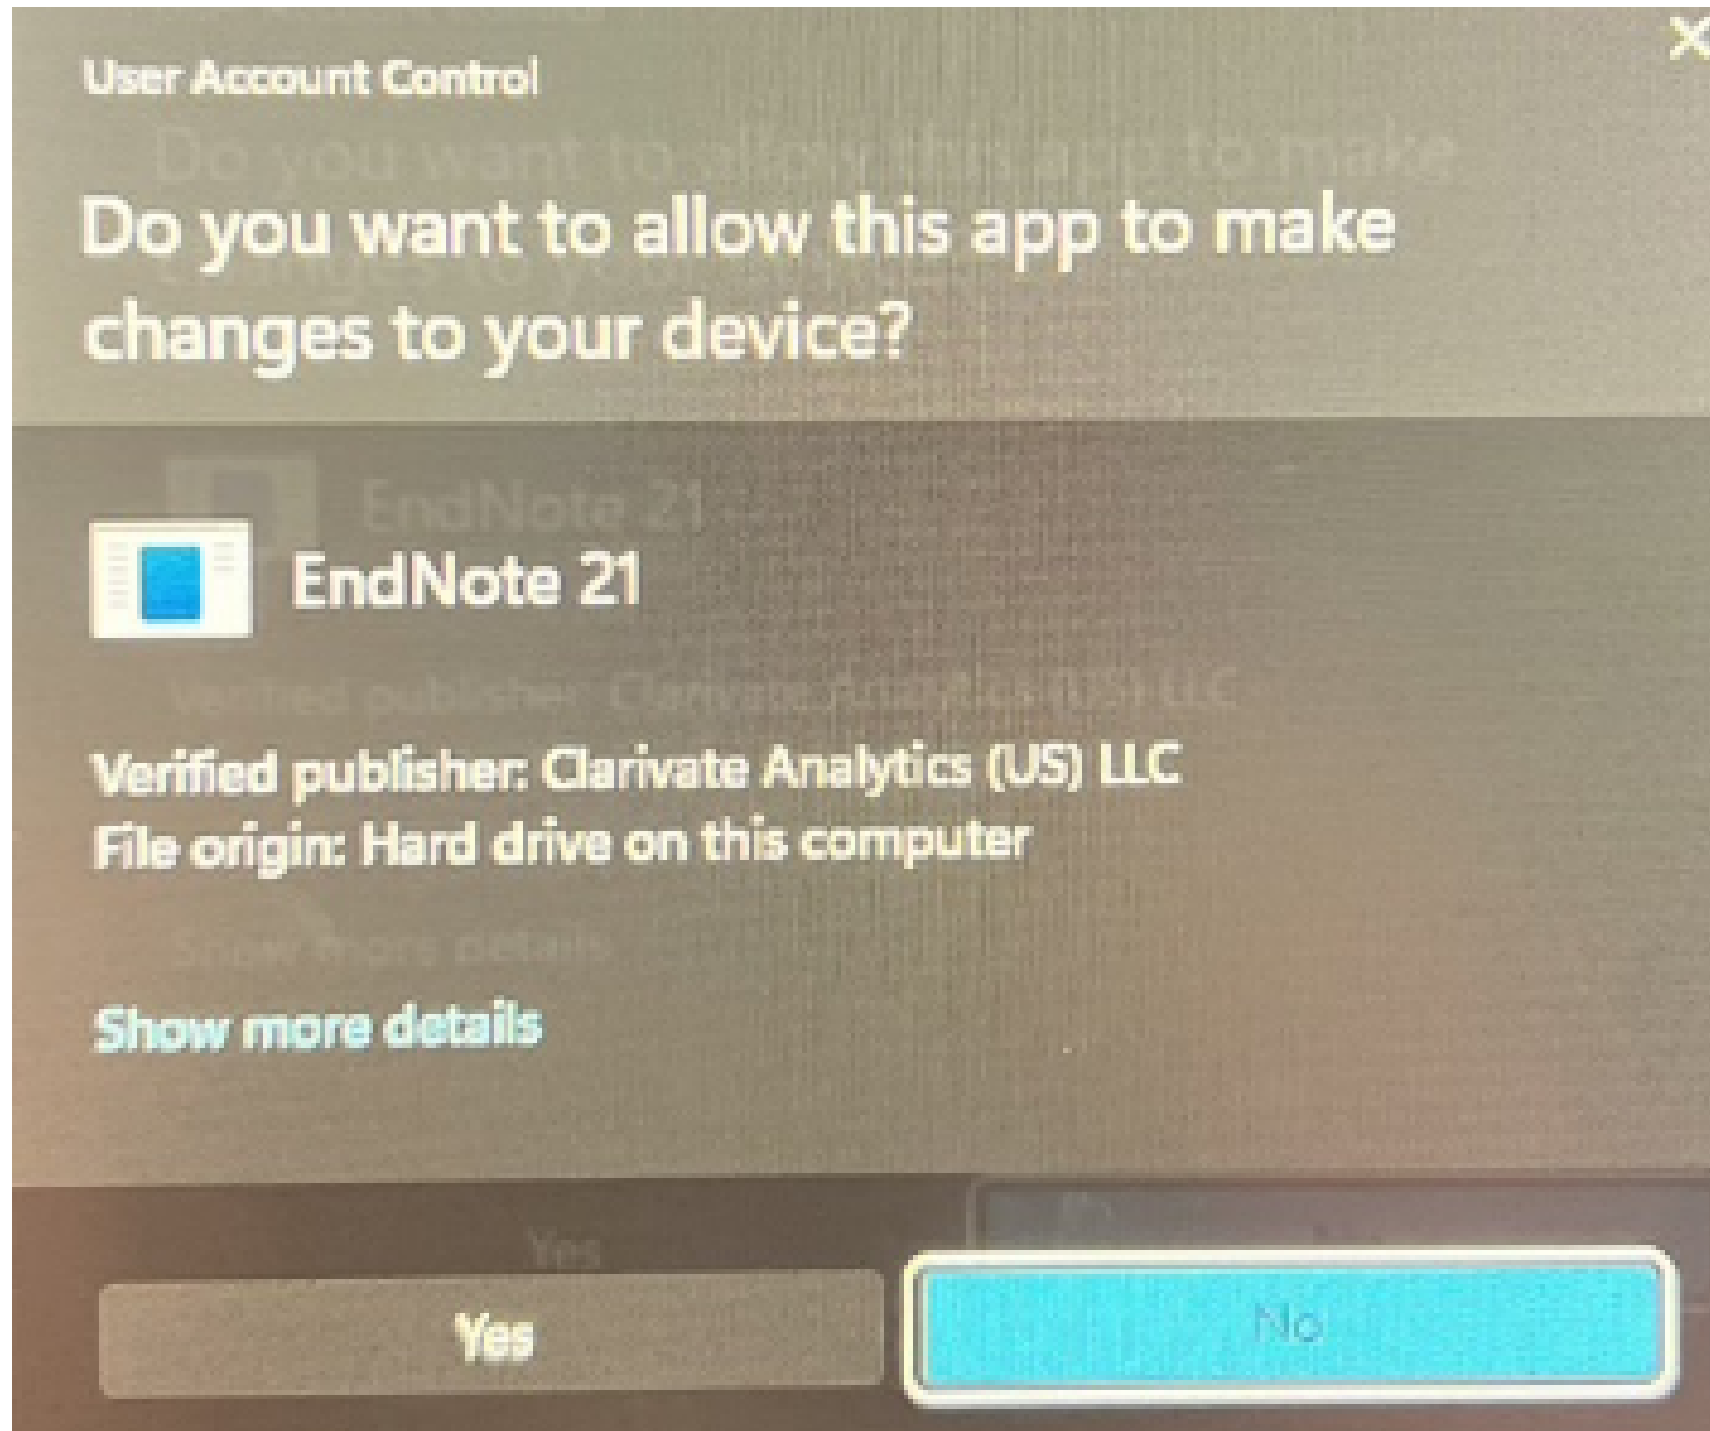 User Account Control
Do you want to allow this app to make
changes to your device?
EndNote 21
Verified publisher: Clarivate Analytics (US) LLC
File origin: Hard drive on this computer
Show more details
Yes
No